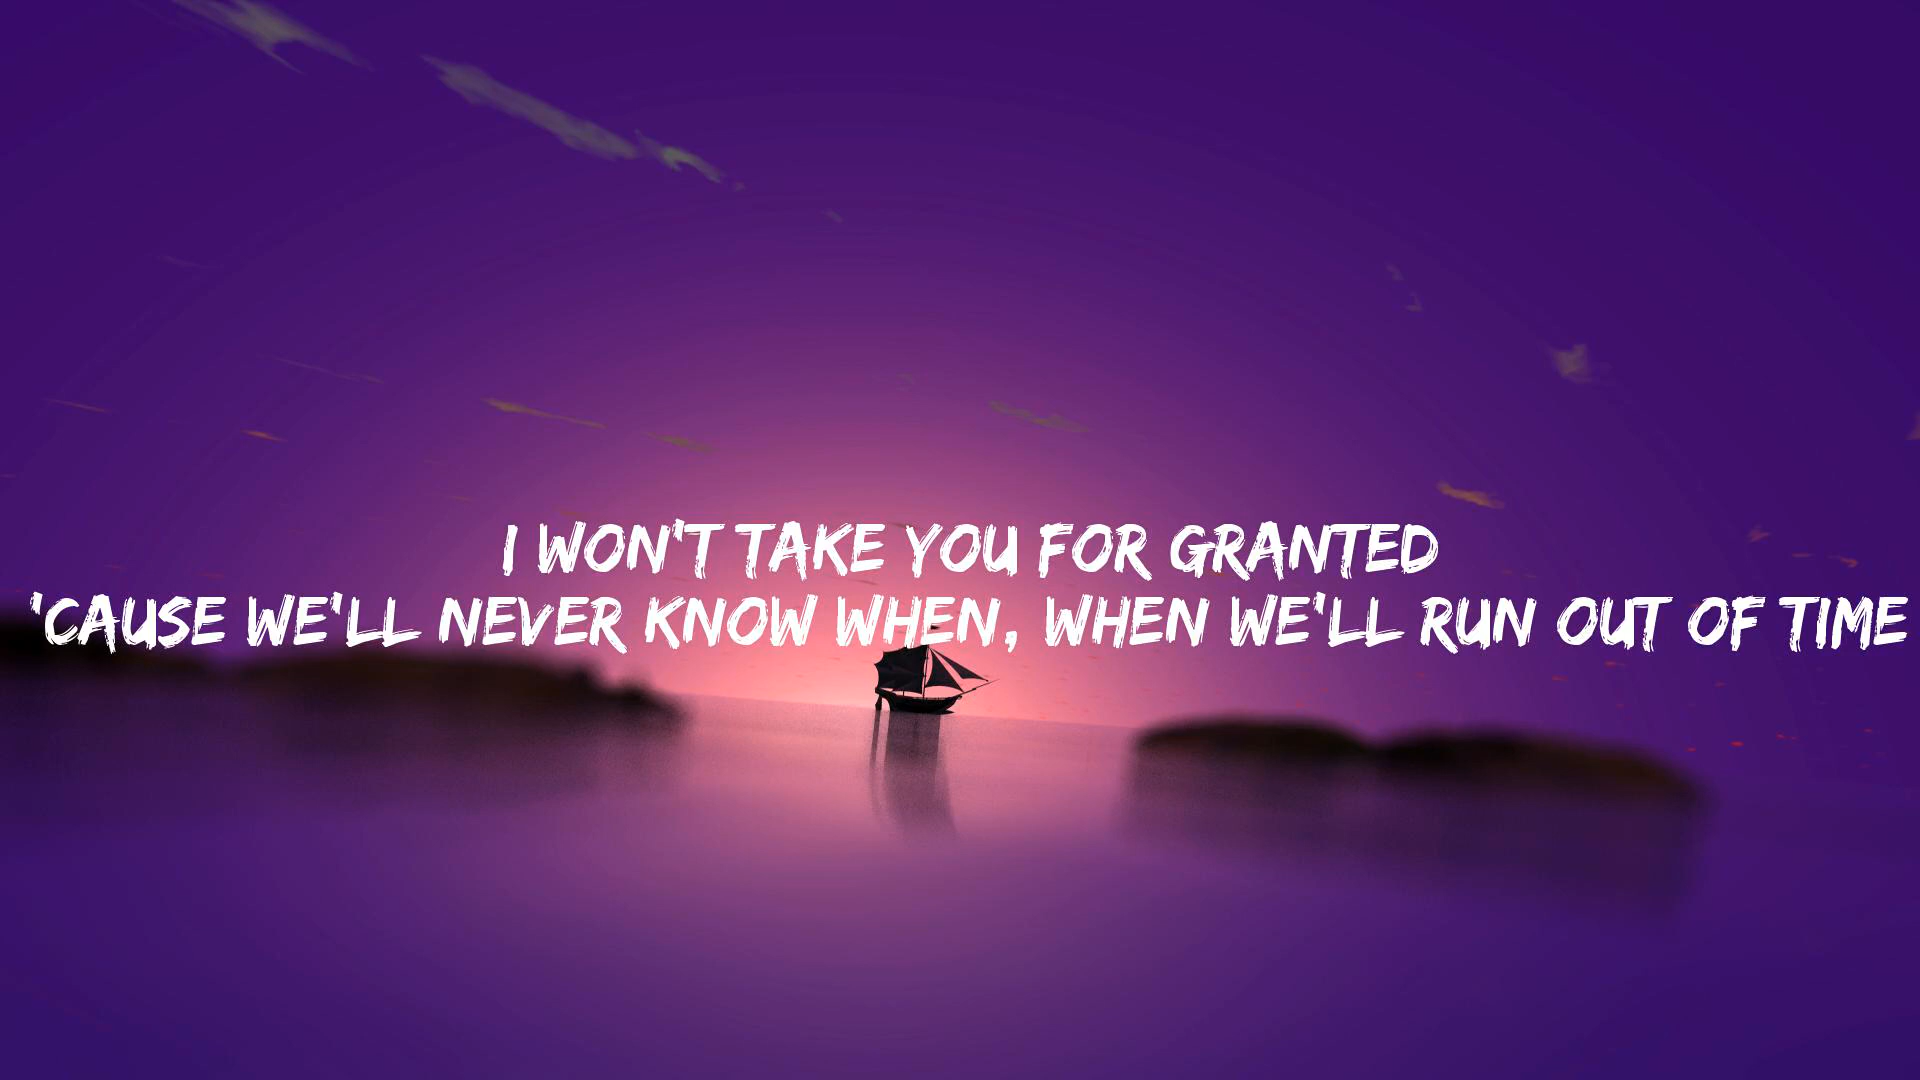 I WON'T TAKE YOU FOR GRANTED
'CAUSE WE'LL NEVER KNOW WHEN, WHEN WE'LL RUN OUT OF TIME